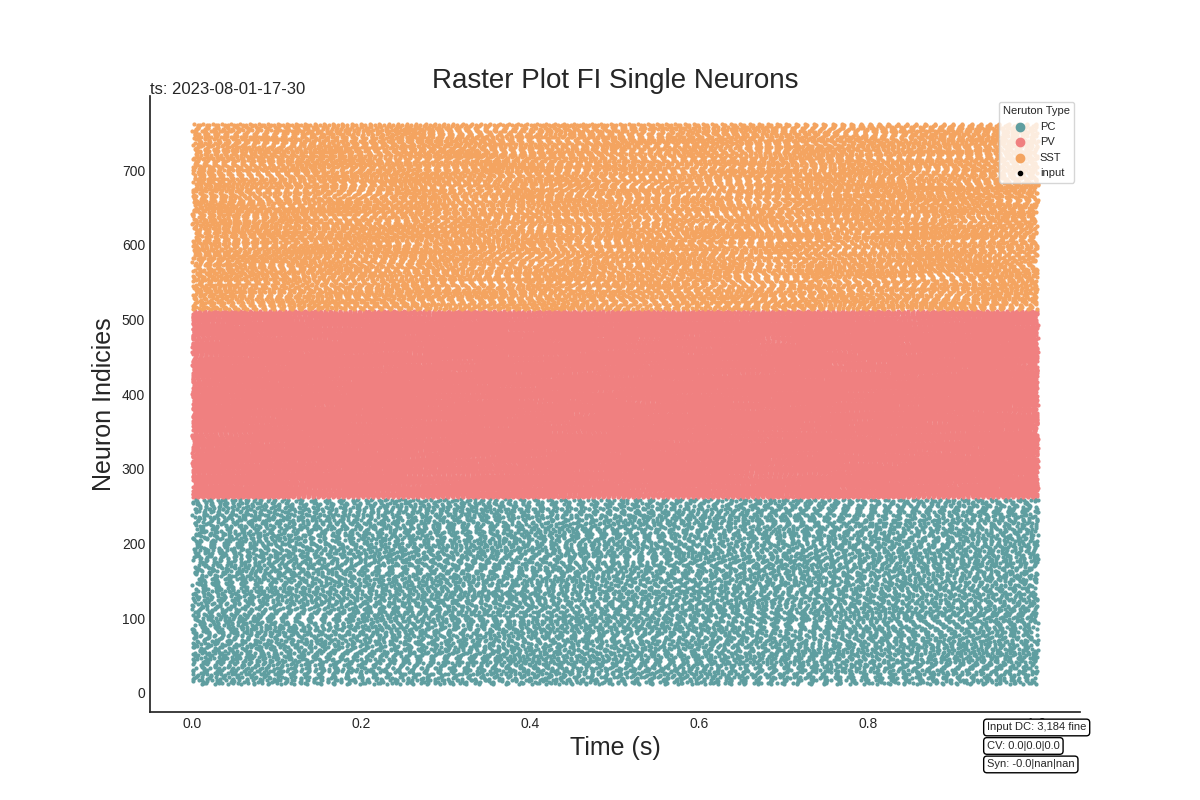 Raster Plot FI Single Neurons
ts: 2023-08-01-17-30
Neruton Type
PC
PV
SST
input
Neuron Indicies
700
600
500
400
300
200
100
0
0.0 0.2 0.4 0.6 0.8
Time (s)
Input DC: 3,184 fine
CV: 0.0|0.0|0.0
Syn: -0.0|nan|nan